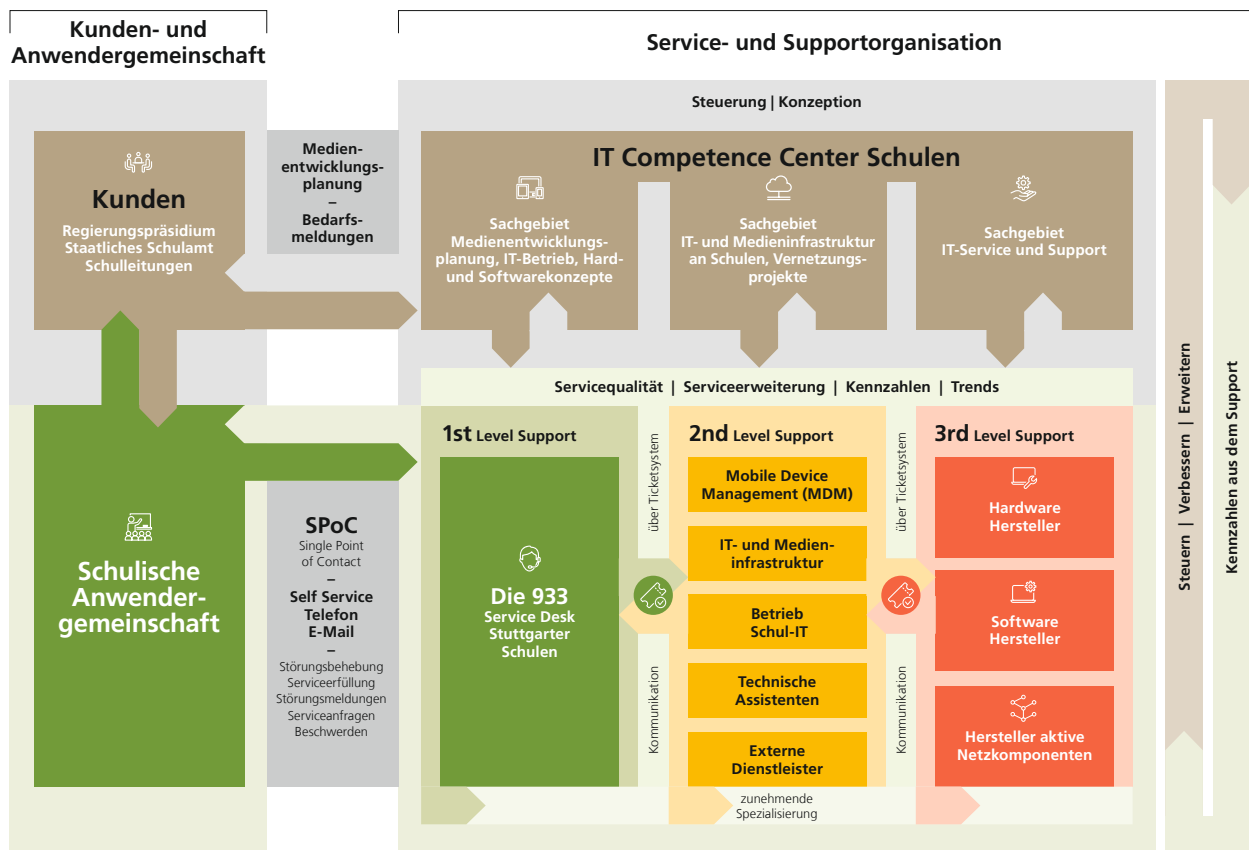 Kunden- und
Anwendergemeinschaft
Service- und Supportorganisation
Steuerung | Konzeption
Kunden
Regierungspräsidium
Staatliches Schulamt
Schulleitungen
Medien-
entwicklungs-
planung
–
Bedarfs-
meldungen
IT Competence Center Schulen
Sachgebiet
Medienentwicklungs-
planung, IT-Betrieb, Hard-
und Softwarekonzepte
Sachgebiet
IT- und Medieninfrastruktur
an Schulen, Vernetzungs-
projekte
Sachgebiet
IT-Service und Support
Servicequalität | Serviceerweiterung | Kennzahlen | Trends
Schulische
Anwender-
gemeinschaft
SPoC
Single Point
of Contact
–
Self Service
Telefon
E-Mail
–
Störungsbehebung
Serviceerfüllung
Störungsmeldungen
Serviceanfragen
Beschwerden
1st Level Support
Die 933
Service Desk
Stuttgarter
Schulen
über Ticketsystem
Kommunikation
2nd Level Support
Mobile Device
Management (MDM)
IT- und Medien-
infrastruktur
Betrieb
Schul-IT
Technische
Assistenten
Externe
Dienstleister
über Ticketsystem
Kommunikation
3rd Level Support
Hardware
Hersteller
Software
Hersteller
Hersteller aktive
Netzkomponenten
zunehmende
Spezialisierung
Steuern | Verbessern | Erweitern
Kennzahlen aus dem Support